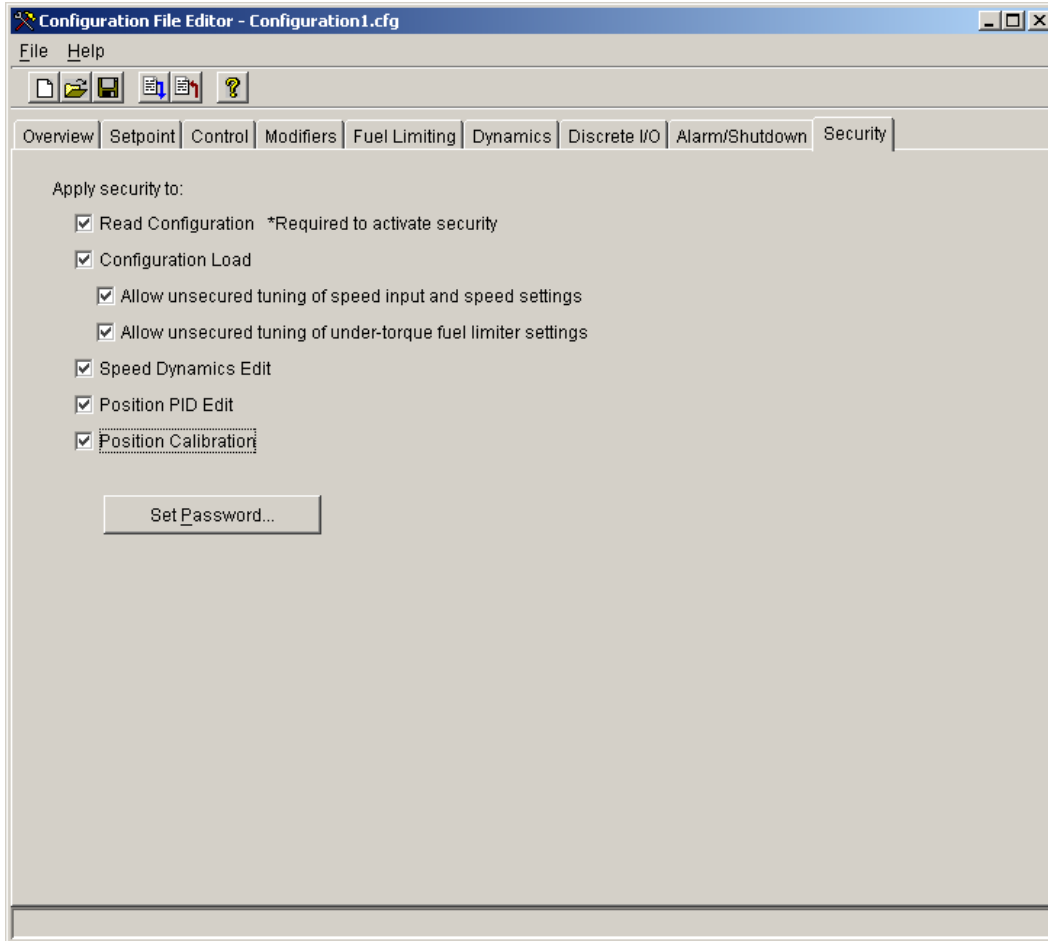 Configuration File Editor - Configuration1.cfg
File Help
Overview Setpoint Control Modifiers Fuel Limiting Dynamics Discrete I/O Alarm/Shutdown Security
Apply security to:
Read Configuration *Required to activate security
Configuration Load
Allow unsecured tuning of speed input and speed settings
Allow unsecured tuning of under-torque fuel limiter settings
Speed Dynamics Edit
Position PID Edit
Position Calibration
Set Password...